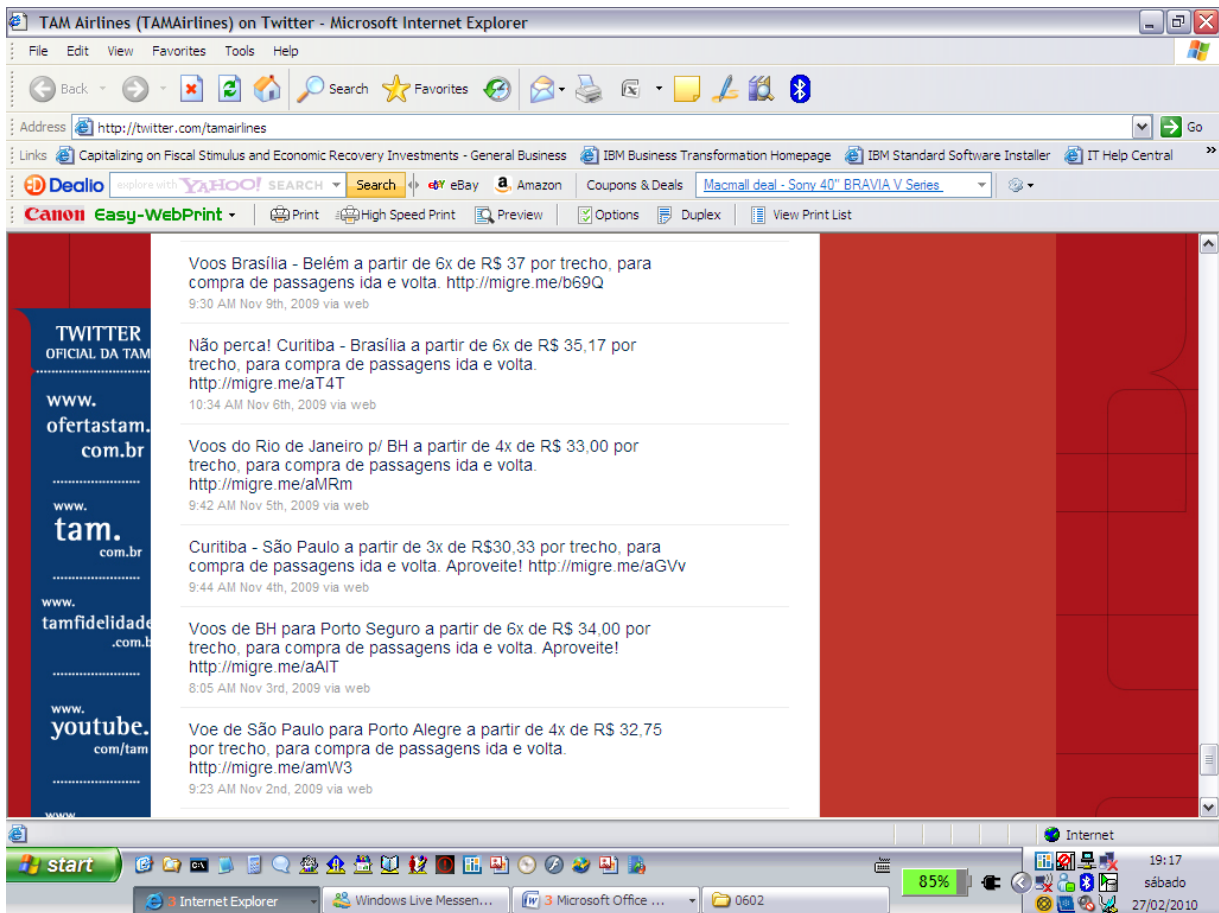 TAM Airlines (TAMAirlines) on Twitter - Microsoft Internet Explorer
File Edit View Favorites Tools Help
Back Search Favorites
Address http://twitter.com/tamairlines Go
Links Capitalizing on Fiscal Stimulus and Economic Recovery Investments - General Business IBM Business Transformation Homepage IBM Standard Software Installer IT Help Central »
Dealio explore with YAHOO! SEARCH Search eBay Amazon Coupons & Deals Macmall deal - Sony 40" BRAVIA V Series
Canon Easy-WebPrint Print High Speed Print Preview Options Duplex View Print List
TWITTER
OFICIAL DA TAM
www.
ofertastam.
com.br
www.
tam.
com.br
www.
tamfidelidade
.com.b
www.
youtube.
com/tam
www
Voos Brasília - Belém a partir de 6x de R$ 37 por trecho, para
compra de passagens ida e volta. http://migre.me/b69Q
9:30 AM Nov 9th, 2009 via web
Não perca! Curitiba - Brasília a partir de 6x de R$ 35,17 por
trecho, para compra de passagens ida e volta.
http://migre.me/aT4T
10:34 AM Nov 6th, 2009 via web
Voos do Rio de Janeiro p/ BH a partir de 4x de R$ 33,00 por
trecho, para compra de passagens ida e volta.
http://migre.me/aMRm
9:42 AM Nov 5th, 2009 via web
Curitiba - São Paulo a partir de 3x de R$30,33 por trecho, para
compra de passagens ida e volta. Aproveite! http://migre.me/aGVv
9:44 AM Nov 4th, 2009 via web
Voos de BH para Porto Seguro a partir de 6x de R$ 34,00 por
trecho, para compra de passagens ida e volta. Aproveite!
http://migre.me/aAlT
8:05 AM Nov 3rd, 2009 via web
Voe de São Paulo para Porto Alegre a partir de 4x de R$ 32,75
por trecho, para compra de passagens ida e volta.
http://migre.me/amW3
9:23 AM Nov 2nd, 2009 via web
Internet
start 85% 19:17
3 Internet Explorer Windows Live Messen... 3 Microsoft Office ... 0602 sábado
27/02/2010